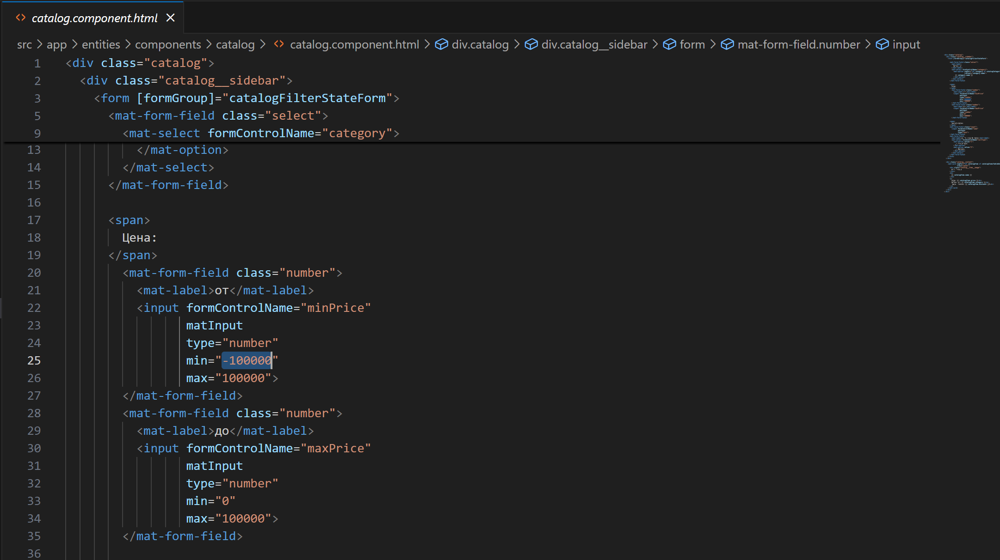 catalog.component.html
src > app > entities > components > catalog > catalog.component.html > div.catalog > div.catalog__sidebar > form > mat-form-field.number > input
1 <div class="catalog">
2 <div class="catalog__sidebar">
3 <form [formGroup]="catalogFilterStateForm">
5 <mat-form-field class="select">
9 <mat-select formControlName="category">
13 </mat-option>
14 </mat-select>
15 </mat-form-field>
16
17 <span>
18 Цена:
19 </span>
20 <mat-form-field class="number">
21 <mat-label>от</mat-label>
22 <input formControlName="minPrice"
23 matInput
24 type="number"
25 min="-100000"
26 max="100000">
27 </mat-form-field>
28 <mat-form-field class="number">
29 <mat-label>до</mat-label>
30 <input formControlName="maxPrice"
31 matInput
32 type="number"
33 min="0"
34 max="100000">
35 </mat-form-field>
36